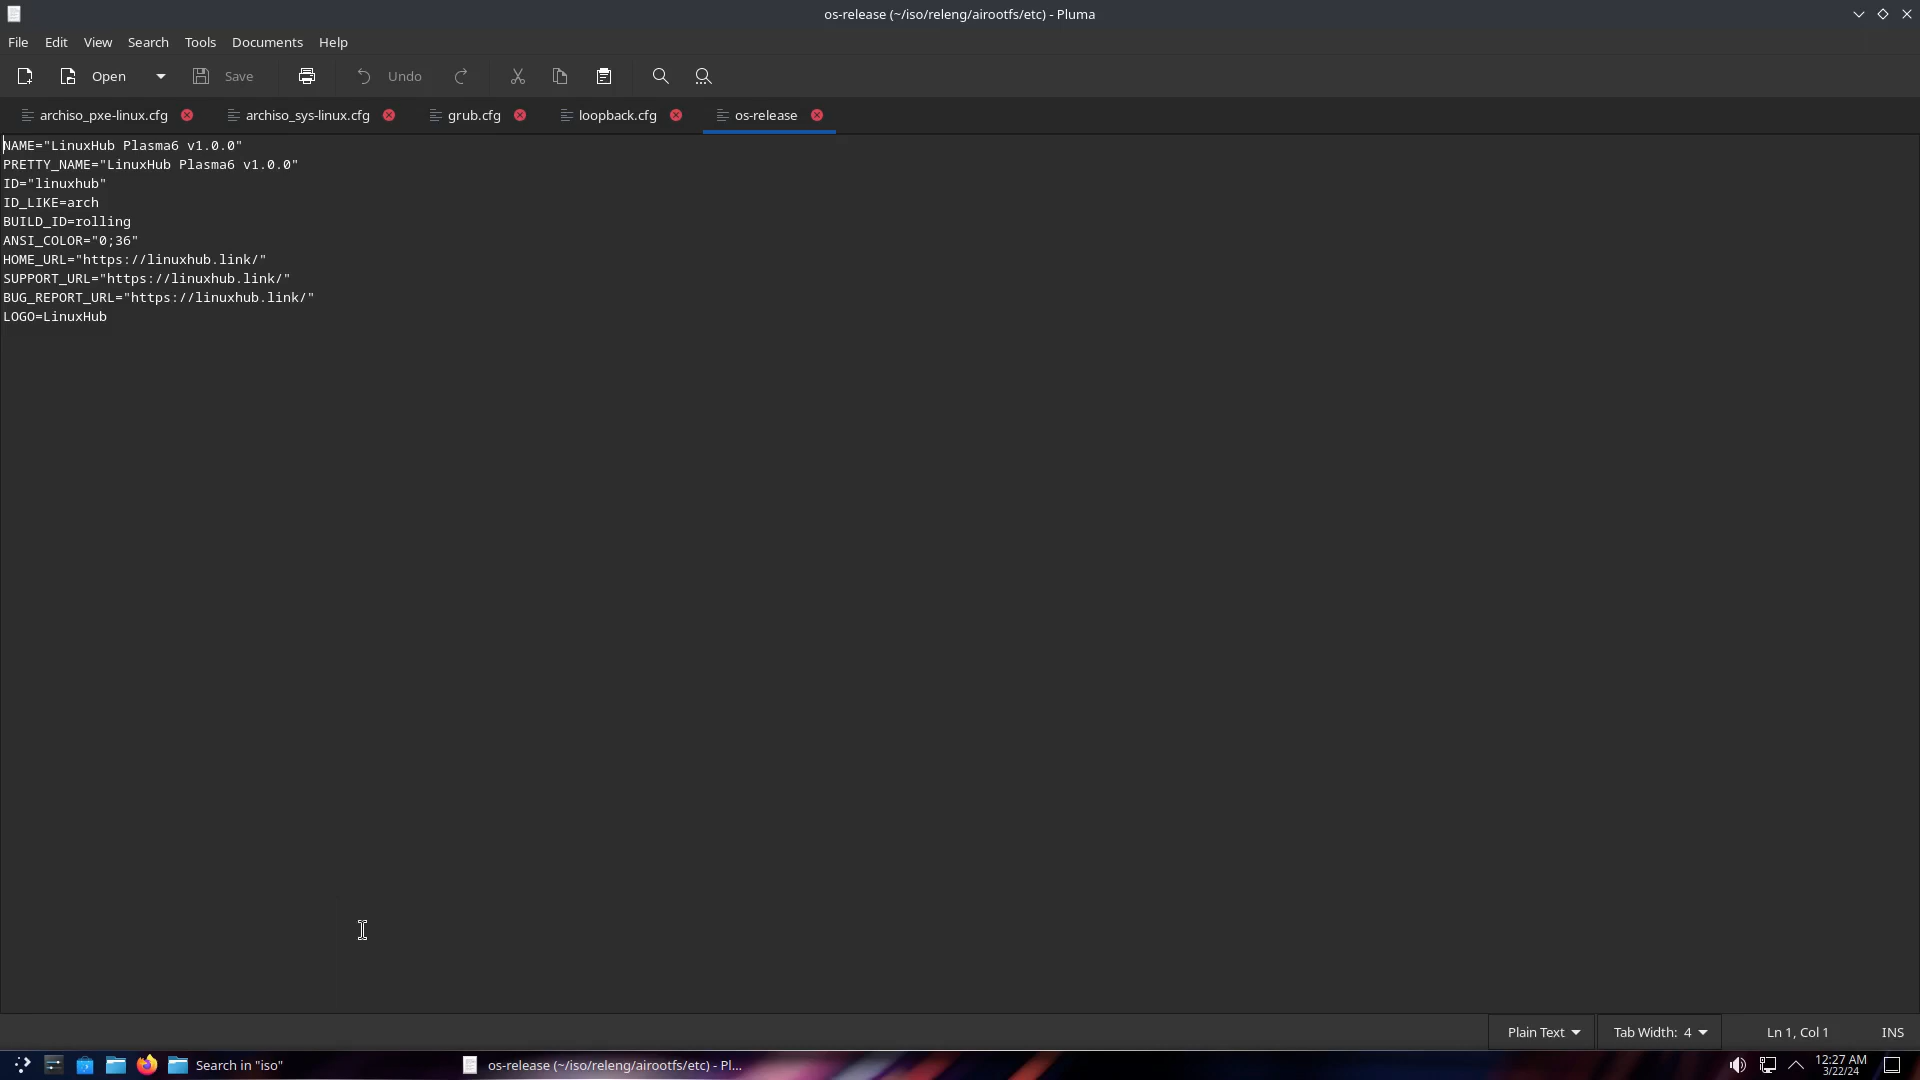 os-release (~/iso/releng/airootfs/etc) - Pluma
File Edit View Search Tools Documents Help
Open Save Undo
archiso_pxe-linux.cfg archiso_sys-linux.cfg grub.cfg loopback.cfg os-release
NAME="LinuxHub Plasma6 v1.0.0"
PRETTY_NAME="LinuxHub Plasma6 v1.0.0"
ID="linuxhub"
ID_LIKE=arch
BUILD_ID=rolling
ANSI_COLOR="0;36"
HOME_URL="https://linuxhub.link/"
SUPPORT_URL="https://linuxhub.link/"
BUG_REPORT_URL="https://linuxhub.link/"
LOGO=LinuxHub
Plain Text Tab Width: 4 Ln 1, Col 1 INS
Search in "iso" os-release (~/iso/releng/airootfs/etc) - Pl... 12:27 AM
3/22/24